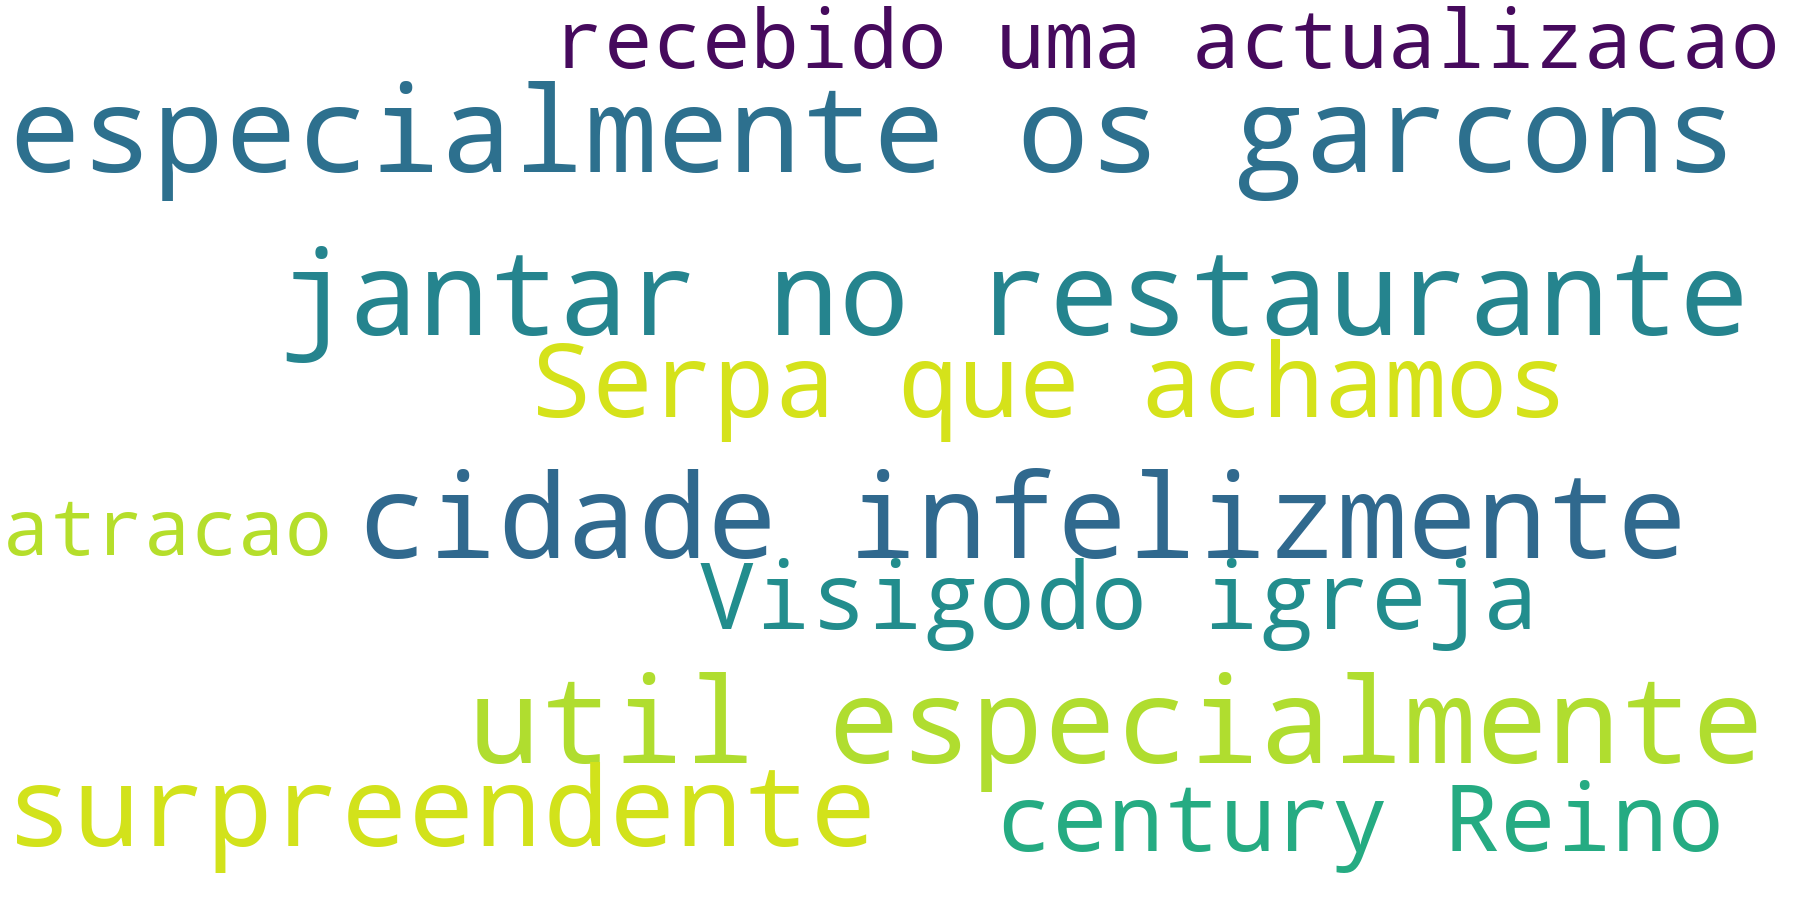 recebido uma actualizacao
especialmente os garcons
jantar no restaurante
Serpa que achamos
atracao
cidade infelizmente
Visigodo igreja
util especialmente
surpreendente
century Reino